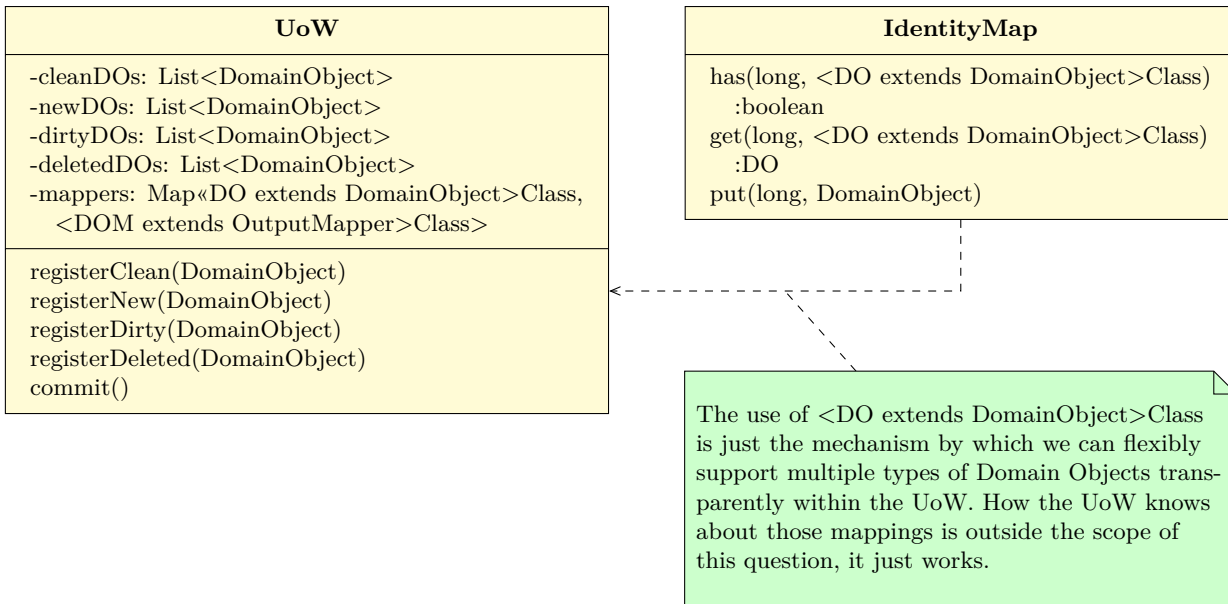 UoW
-cleanDOs: List<DomainObject>
-newDOs: List<DomainObject>
-dirtyDOs: List<DomainObject>
-deletedDOs: List<DomainObject>
-mappers: Map«DO extends DomainObject>Class,
<DOM extends OutputMapper>Class>
registerClean(DomainObject)
registerNew(DomainObject)
registerDirty(DomainObject)
registerDeleted(DomainObject)
commit()
IdentityMap
has(long, <DO extends DomainObject>Class)
:boolean
get(long, <DO extends DomainObject>Class)
:DO
put(long, DomainObject)
The use of <DO extends DomainObject>Class
is just the mechanism by which we can flexibly
support multiple types of Domain Objects trans-
parently within the UoW. How the UoW knows
about those mappings is outside the scope of
this question, it just works.